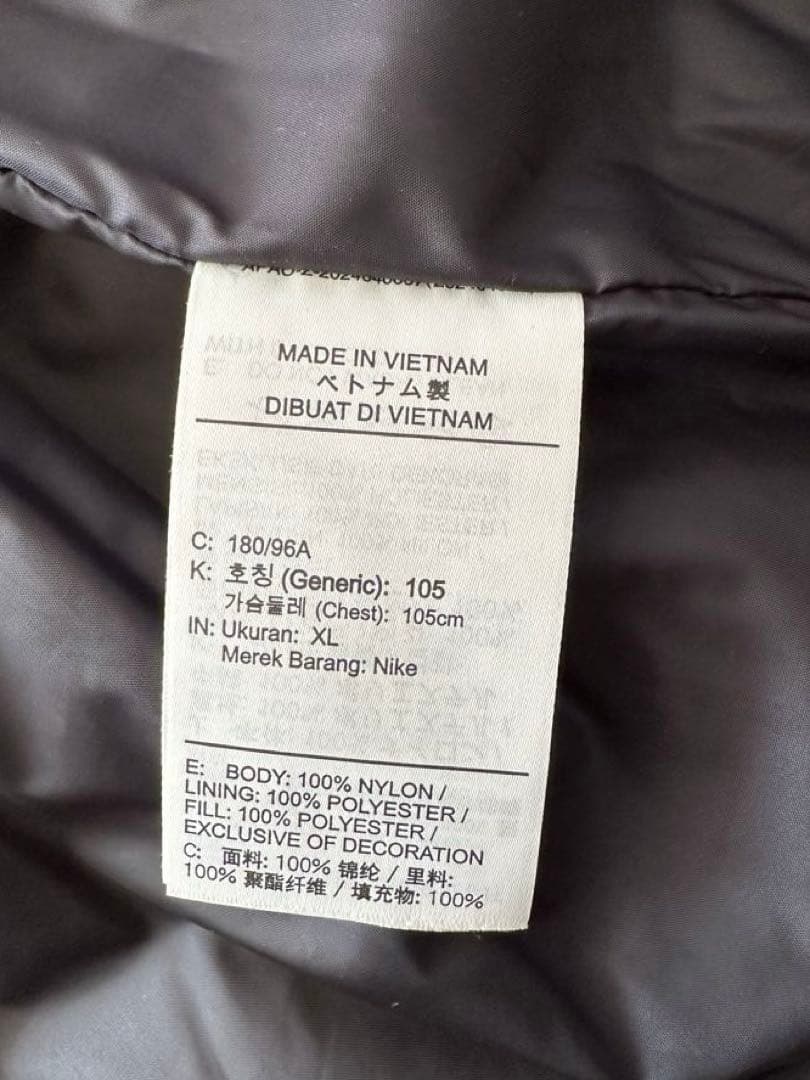 MADE IN VIETNAM
ベトナム製
DIBUAT DI VIETNAM
C: 180/96A
K: 호칭 (Generic): 105
가슴둘레 (Chest): 105cm
IN: Ukuran: XL
Merek Barang: Nike
E: BODY: 100% NYLON /
LINING: 100% POLYESTER /
FILL: 100% POLYESTER /
EXCLUSIVE OF DECORATION
C: 面料: 100% 锦纶 / 里料:
100% 聚酯纤维 / 填充物: 100%